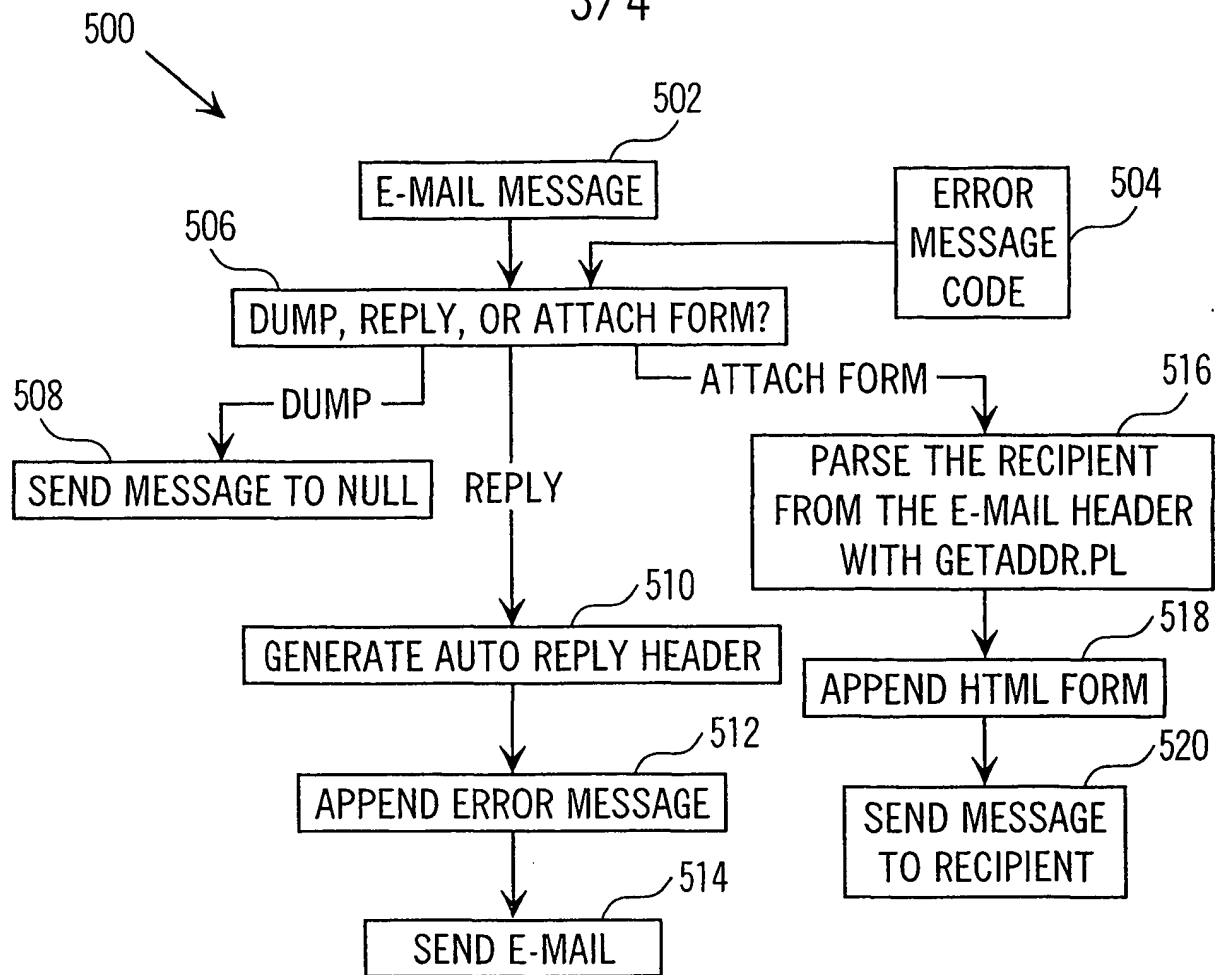 3/4
500
502
E-MAIL MESSAGE
ERROR
MESSAGE
CODE
504
506
DUMP, REPLY, OR ATTACH FORM?
DUMP
ATTACH FORM
508
SEND MESSAGE TO NULL
REPLY
516
PARSE THE RECIPIENT
FROM THE E-MAIL HEADER
WITH GETADDR.PL
510
GENERATE AUTO REPLY HEADER
518
APPEND HTML FORM
512
APPEND ERROR MESSAGE
520
SEND MESSAGE
TO RECIPIENT
514
SEND E-MAIL